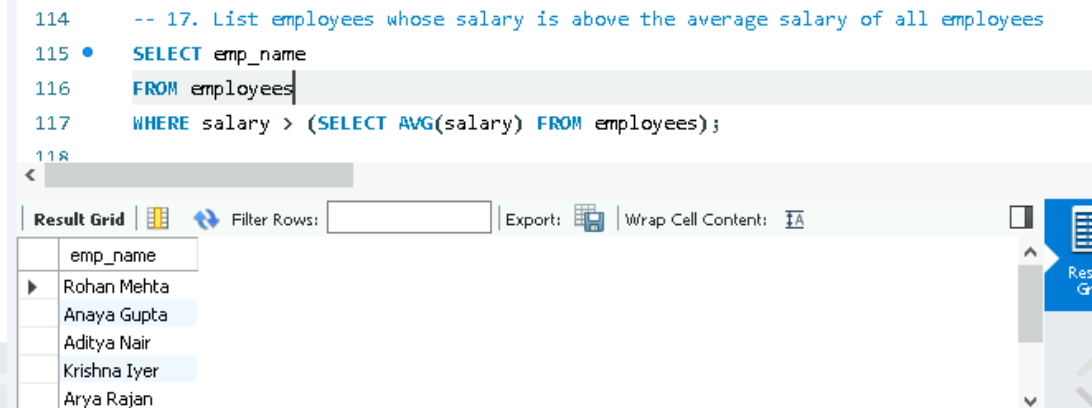 114 -- 17. List employees whose salary is above the average salary of all employees
115 SELECT emp_name
116 FROM employees
117 WHERE salary > (SELECT AVG(salary) FROM employees);
118
Result Grid Filter Rows: Export: Wrap Cell Content:
emp_name
Rohan Mehta
Anaya Gupta
Aditya Nair
Krishna Iyer
Arya Rajan